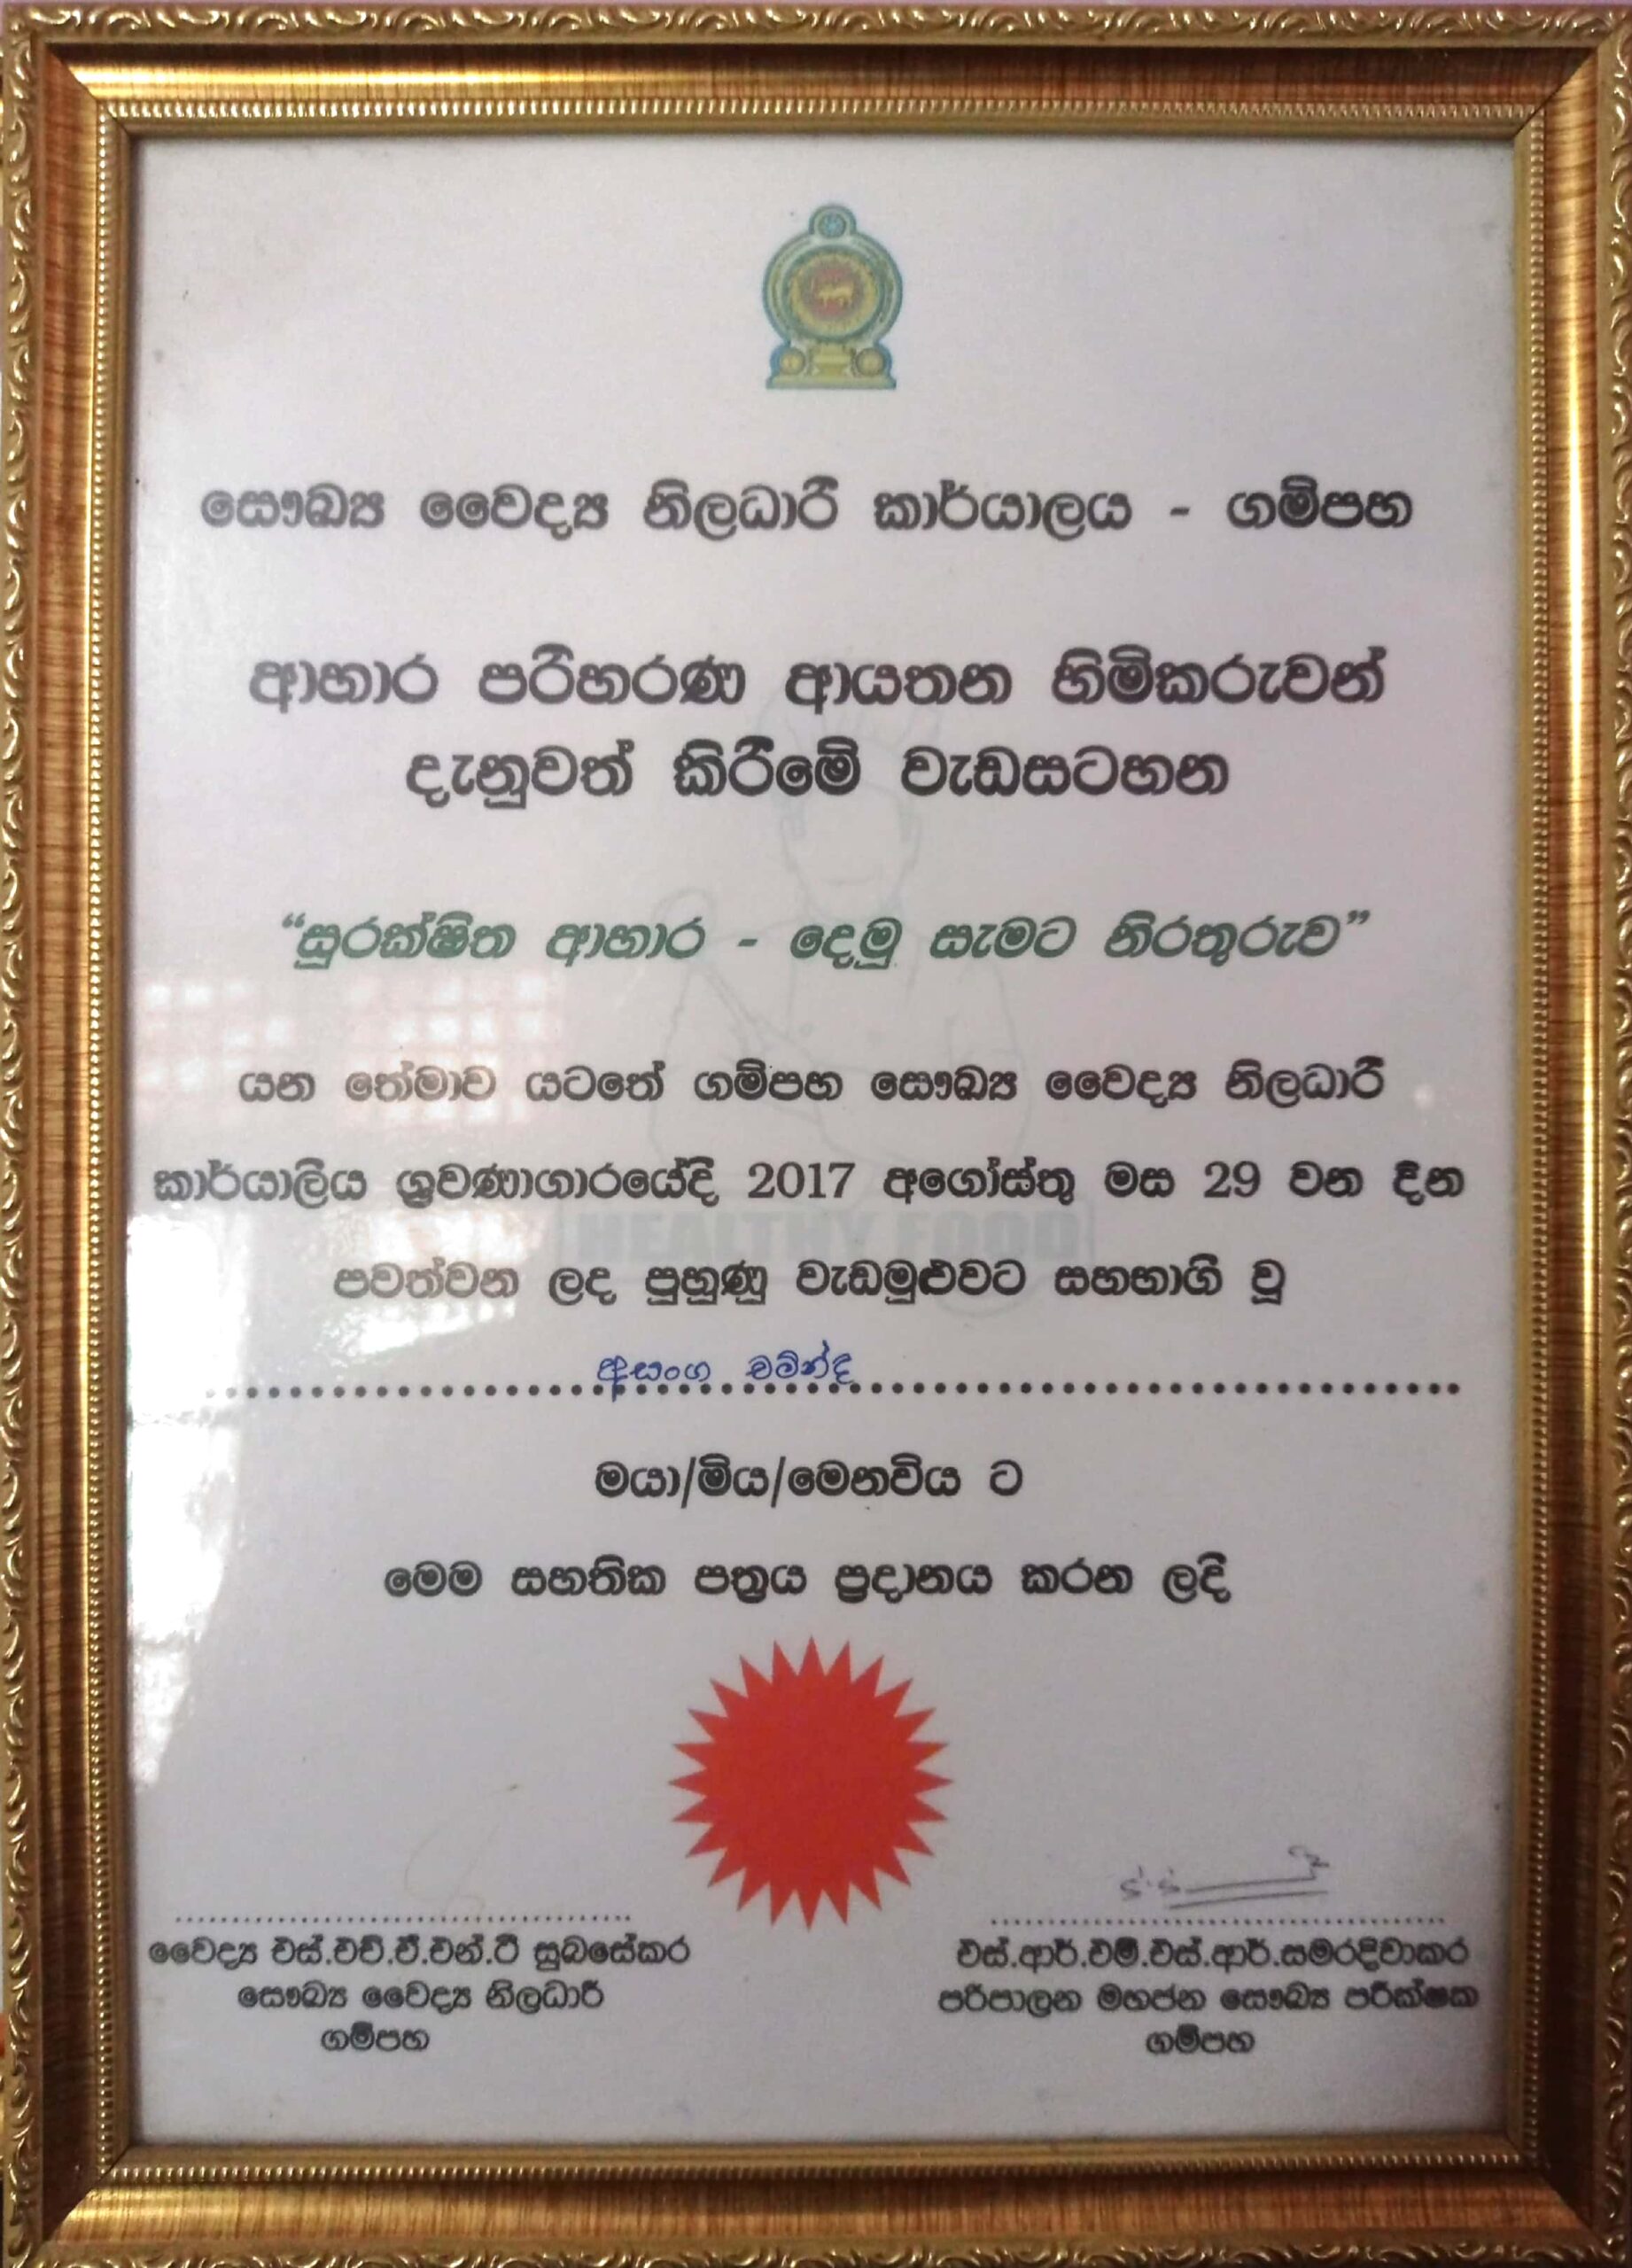 සෞඛ්‍ය වෛද්‍ය නිලධාරී කාර්යාලය - ගම්පහ
ආහාර පරිහරණ ආයතන හිමිකරුවන්
දැනුවත් කිරීමේ වැඩසටහන
“සුරක්ෂිත ආහාර - දෙමු සැමට නිරතුරුව”
යන තේමාව යටතේ ගම්පහ සෞඛ්‍ය වෛද්‍ය නිලධාරී
කාර්යාලිය ශ්‍රවණාගාරයේදී 2017 අගෝස්තු මස 29 වන දින
HEALTHY FOOD
පවත්වන ලද පුහුණු වැඩමුළුවට සහභාගි වූ
අසංග චමින්ද
මයා/මිය/මෙනවිය ට
මෙම සහතික පත්‍රය ප්‍රදානය කරන ලදි
වෛද්‍ය එස්.එච්.ඒ.එන්.ටී සුබසේකර
සෞඛ්‍ය වෛද්‍ය නිලධාරී
ගම්පහ
එස්.ආර්.එම්.එස්.ආර්.සමරදිවාකර
පරිපාලන මහජන සෞඛ්‍ය පරීක්ෂක
ගම්පහ